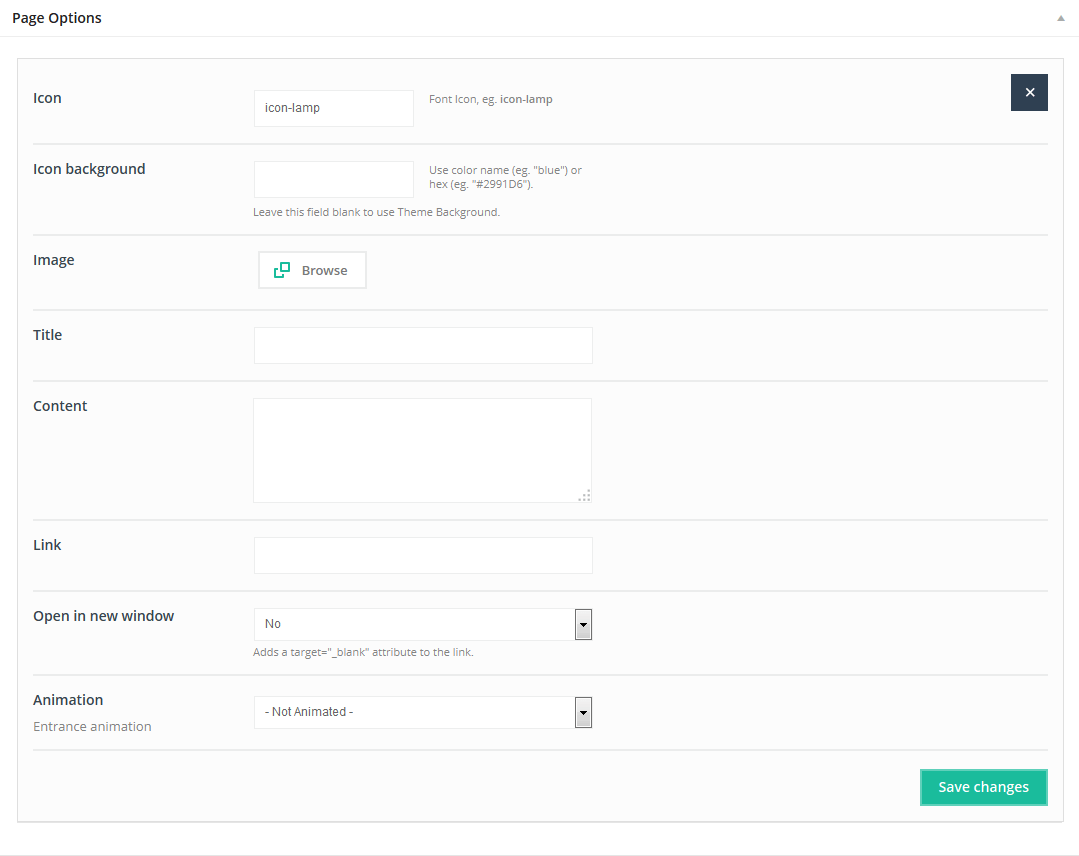 Page Options
Icon
icon-lamp
Font Icon, eg. icon-lamp
Icon background
Use color name (eg. "blue") or
hex (eg. "#2991D6").
Leave this field blank to use Theme Background.
Image
Browse
Title
Content
Link
Open in new window
No
Adds a target="_blank" attribute to the link.
Animation
- Not Animated -
Entrance animation
Save changes